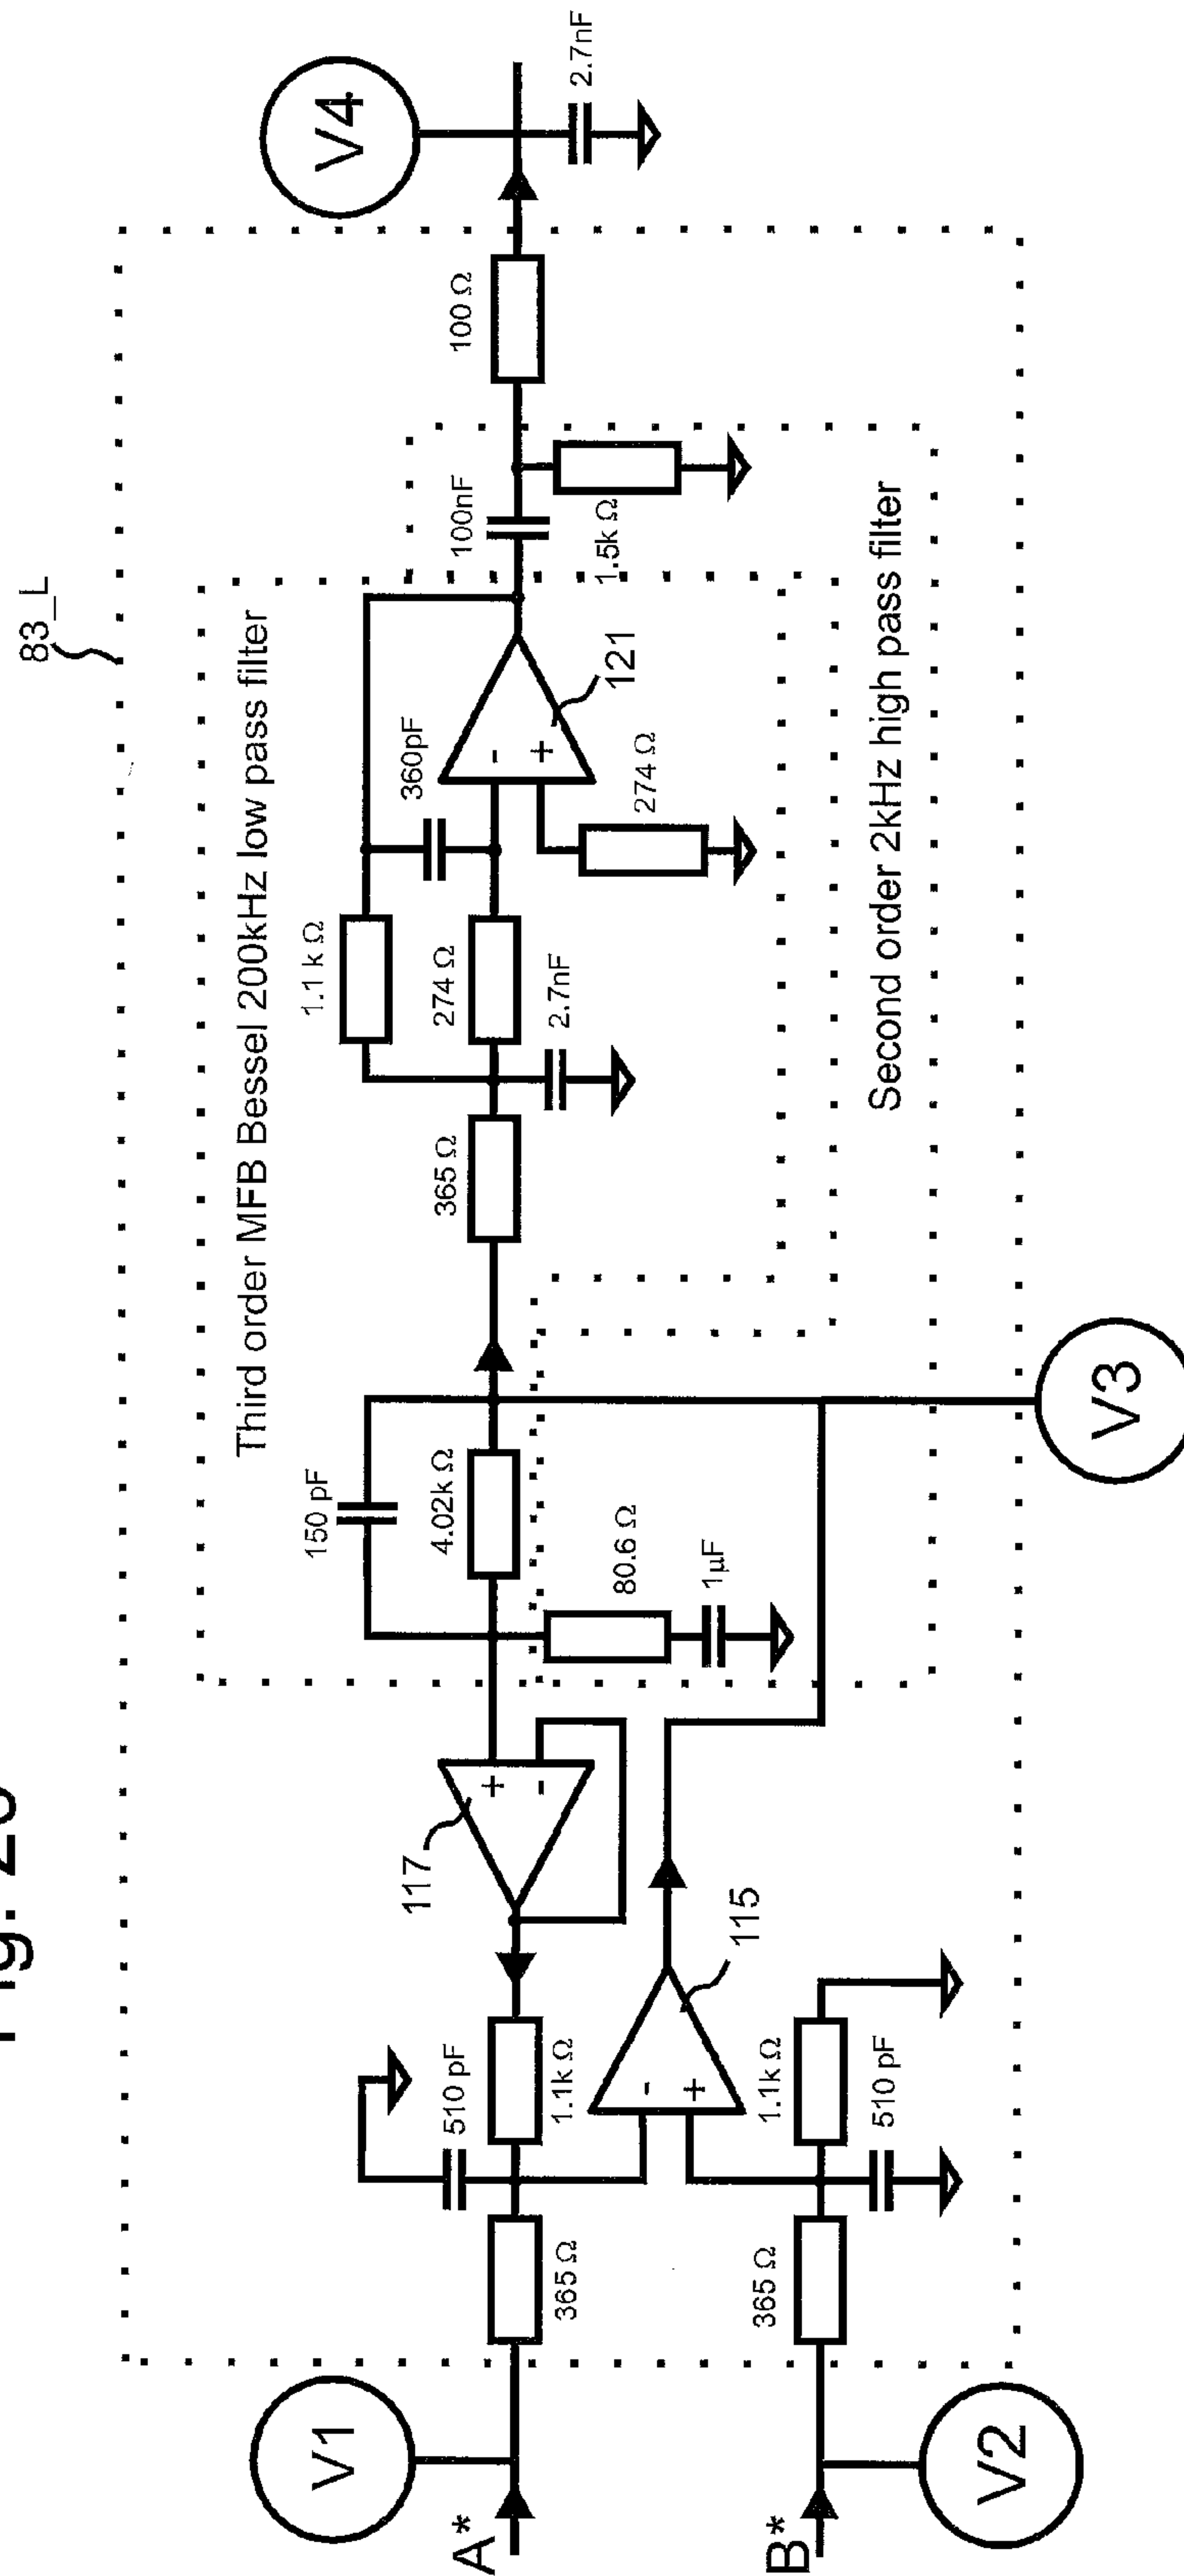 Fig.
83_L
V1
A*
365 Ω
510 pF
1.1k Ω
117
+
-
150 pF
4.02k Ω
80.6 Ω
1µF
Third order MFB Bessel 200kHz low pass filter
365 Ω
1.1 k Ω
274 Ω
2.7nF
360pF
-
+
121
274 Ω
100nF
1.5k Ω
100 Ω
V4
2.7nF
Second order 2kHz high pass filter
V2
B*
365 Ω
-
+
115
1.1k Ω
510 pF
V3